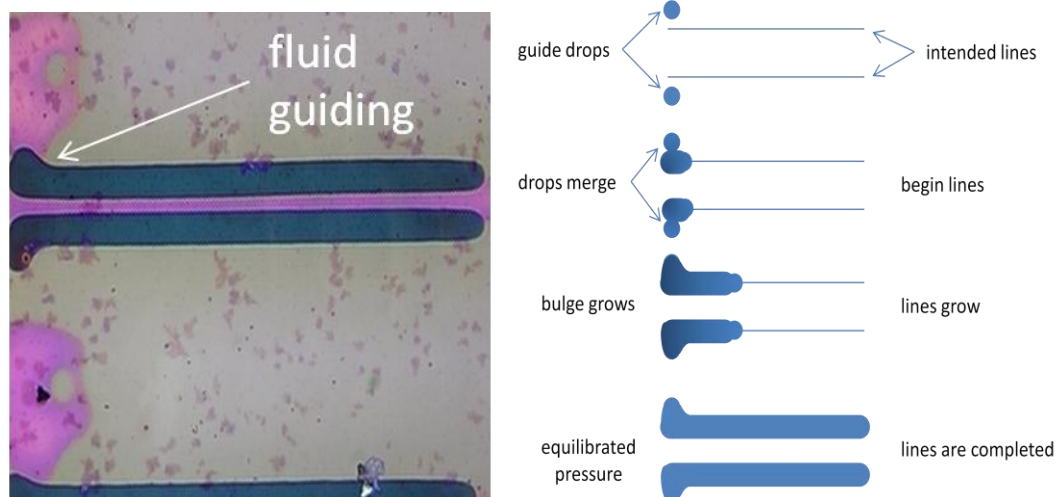 fluid
guiding
guide drops
intended lines
drops merge
begin lines
bulge grows
lines grow
equilibrated
pressure
lines are completed